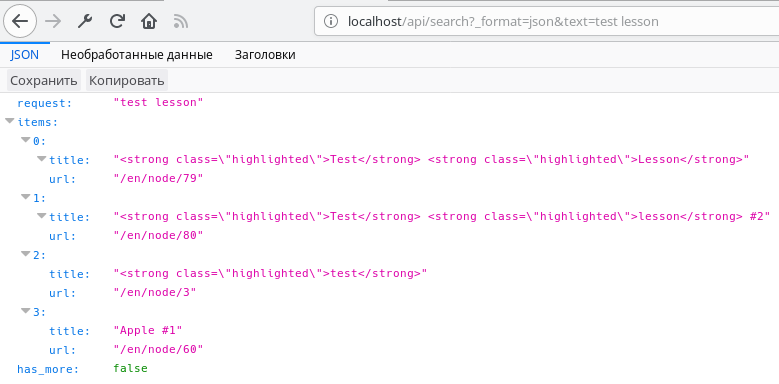 localhost/api/search?_format=json&text=test lesson
JSON Необработанные данные Заголовки
Сохранить Копировать
request: "test lesson"
items:
0:
title: "<strong class=\"highlighted\">Test</strong> <strong class=\"highlighted\">Lesson</strong>"
url: "/en/node/79"
1:
title: "<strong class=\"highlighted\">Test</strong> <strong class=\"highlighted\">lesson</strong> #2"
url: "/en/node/80"
2:
title: "<strong class=\"highlighted\">test</strong>"
url: "/en/node/3"
3:
title: "Apple #1"
url: "/en/node/60"
has_more: false